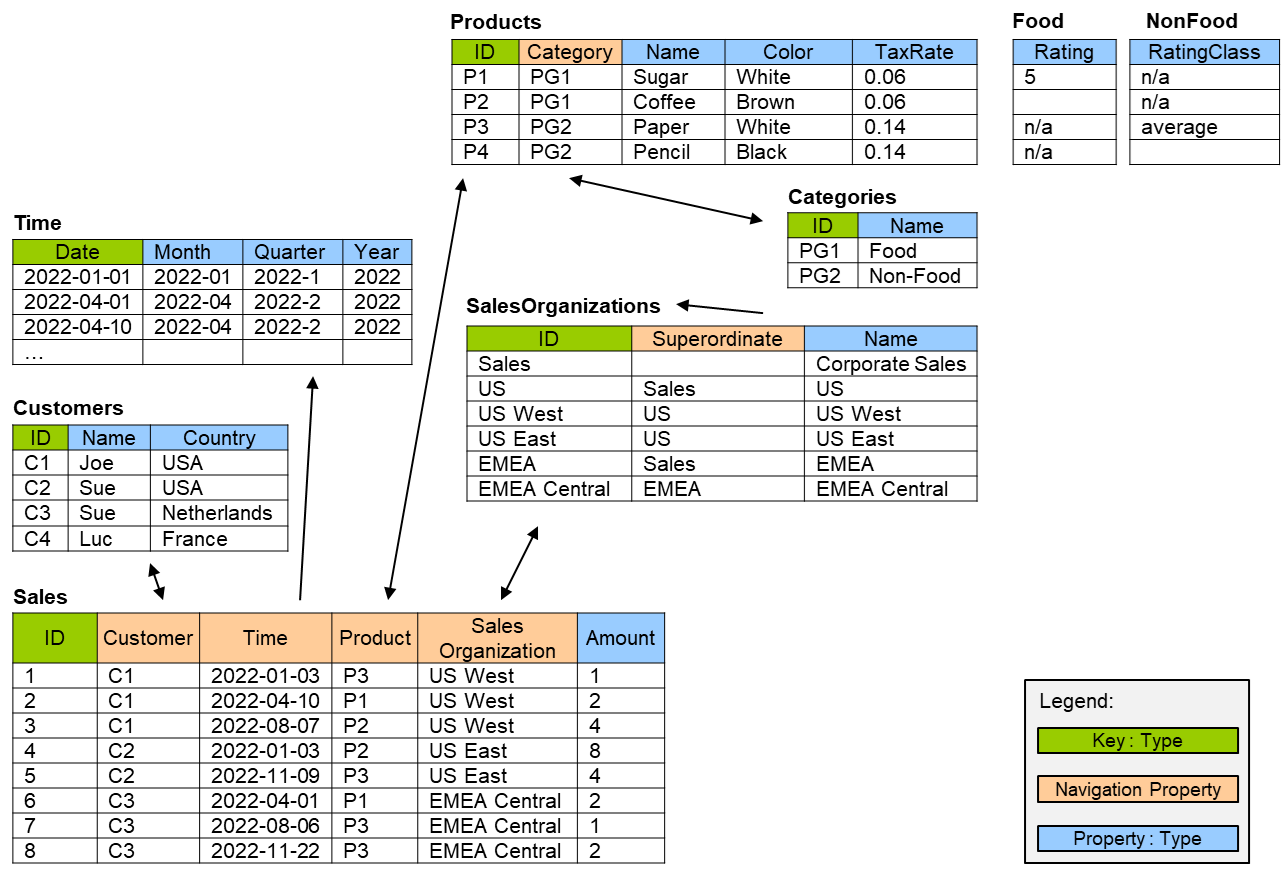 Products
ID Category Name Color TaxRate
P1 PG1 Sugar White 0.06
P2 PG1 Coffee Brown 0.06
P3 PG2 Paper White 0.14
P4 PG2 Pencil Black 0.14
Food
Rating
5
n/a
n/a
NonFood
RatingClass
n/a
n/a
average
Categories
ID Name
PG1 Food
PG2 Non-Food
Time
Date Month Quarter Year
2022-01-01 2022-01 2022-1 2022
2022-04-01 2022-04 2022-2 2022
2022-04-10 2022-04 2022-2 2022
…
SalesOrganizations
ID Superordinate Name
Sales Corporate Sales
US Sales US
US West US US West
US East US US East
EMEA Sales EMEA
EMEA Central EMEA EMEA Central
Customers
ID Name Country
C1 Joe USA
C2 Sue USA
C3 Sue Netherlands
C4 Luc France
Sales
ID Customer Time Product Sales Organization Amount
1 C1 2022-01-03 P3 US West 1
2 C1 2022-04-10 P1 US West 2
3 C1 2022-08-07 P2 US West 4
4 C2 2022-01-03 P2 US East 8
5 C2 2022-11-09 P3 US East 4
6 C3 2022-04-01 P1 EMEA Central 2
7 C3 2022-08-06 P3 EMEA Central 1
8 C3 2022-11-22 P3 EMEA Central 2
Legend:
Key : Type
Navigation Property
Property : Type